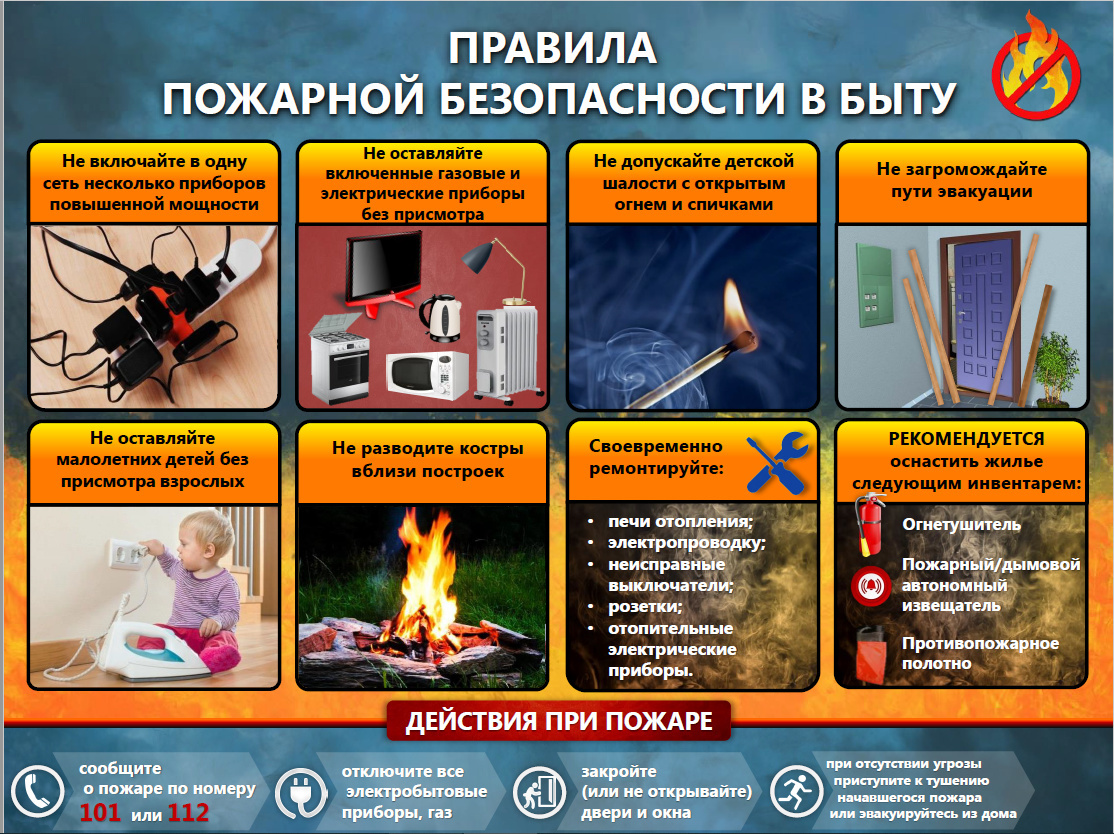 ПРАВИЛА
ПОЖАРНОЙ БЕЗОПАСНОСТИ В БЫТУ
Не включайте в одну
сеть несколько приборов
повышенной мощности
Не оставляйте
включенные газовые и
электрические приборы
без присмотра
Не допускайте детской
шалости с открытым
огнем и спичками
Не загромождайте
пути эвакуации
Не оставляйте
малолетних детей без
присмотра взрослых
Не разводите костры
вблизи построек
Своевременно
ремонтируйте:
• печи отопления;
• электропроводку;
• неисправные
выключатели;
• розетки;
• отопительные
электрические
приборы.
РЕКОМЕНДУЕТСЯ
оснастить жилье
следующим инвентарем:
Огнетушитель
Пожарный/дымовой
автономный
извещатель
Противопожарное
полотно
ДЕЙСТВИЯ ПРИ ПОЖАРЕ
сообщите
о пожаре по номеру
101 или 112
отключите все
электробытовые
приборы, газ
закройте
(или не открывайте)
двери и окна
при отсутствии угрозы
приступите к тушению
начавшегося пожара
или эвакуируйтесь из дома